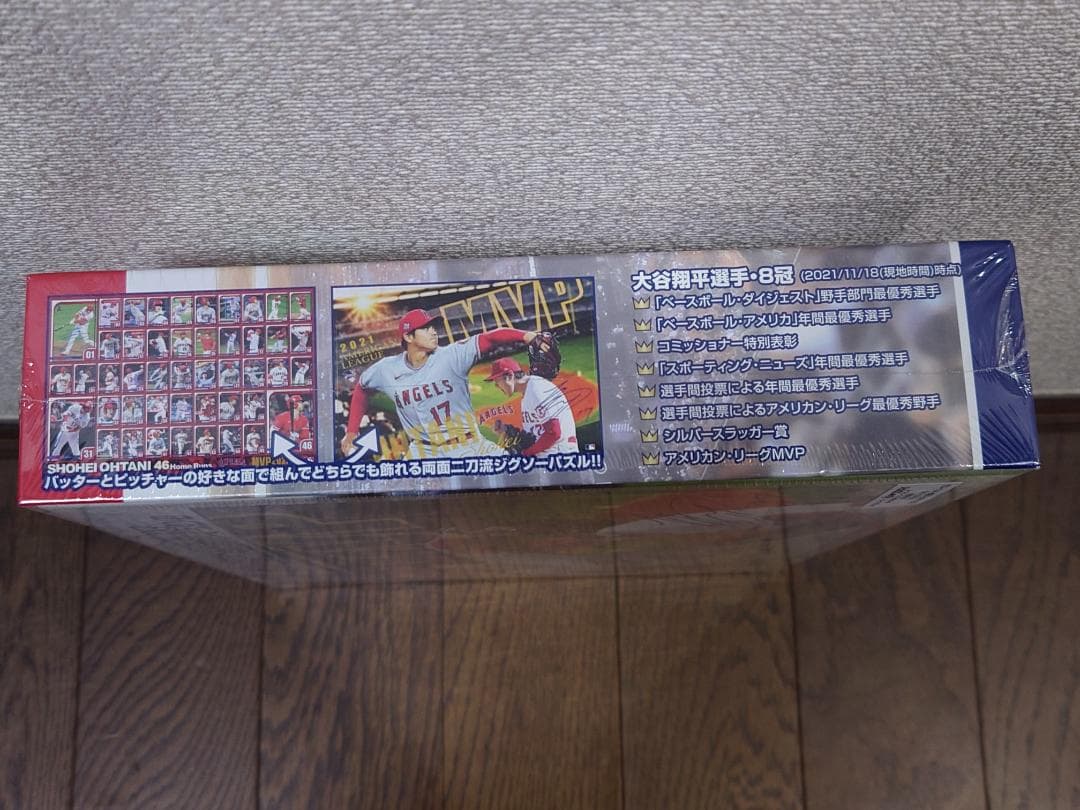 大谷翔平選手・8冠 (2021/11/18(現地時間)時点)
「ベースボール・ダイジェスト」野手部門最優秀選手
「ベースボール・アメリカ」年間最優秀選手
コミッショナー特別表彰
「スポーティング・ニューズ」年間最優秀選手
選手間投票による年間最優秀選手
選手間投票によるアメリカン・リーグ最優秀野手
シルバースラッガー賞
アメリカン・リーグMVP
01
31
46
SHOHEI OHTANI 46 Home Runs
MVP
2021
AMERICAN
LEAGUE
MVP
ANGELS
17
ANGELS
OHTANI
Shohei
バッターとピッチャーの好きな面で組んでどちらでも飾れる両面二刀流ジグソーパズル!!